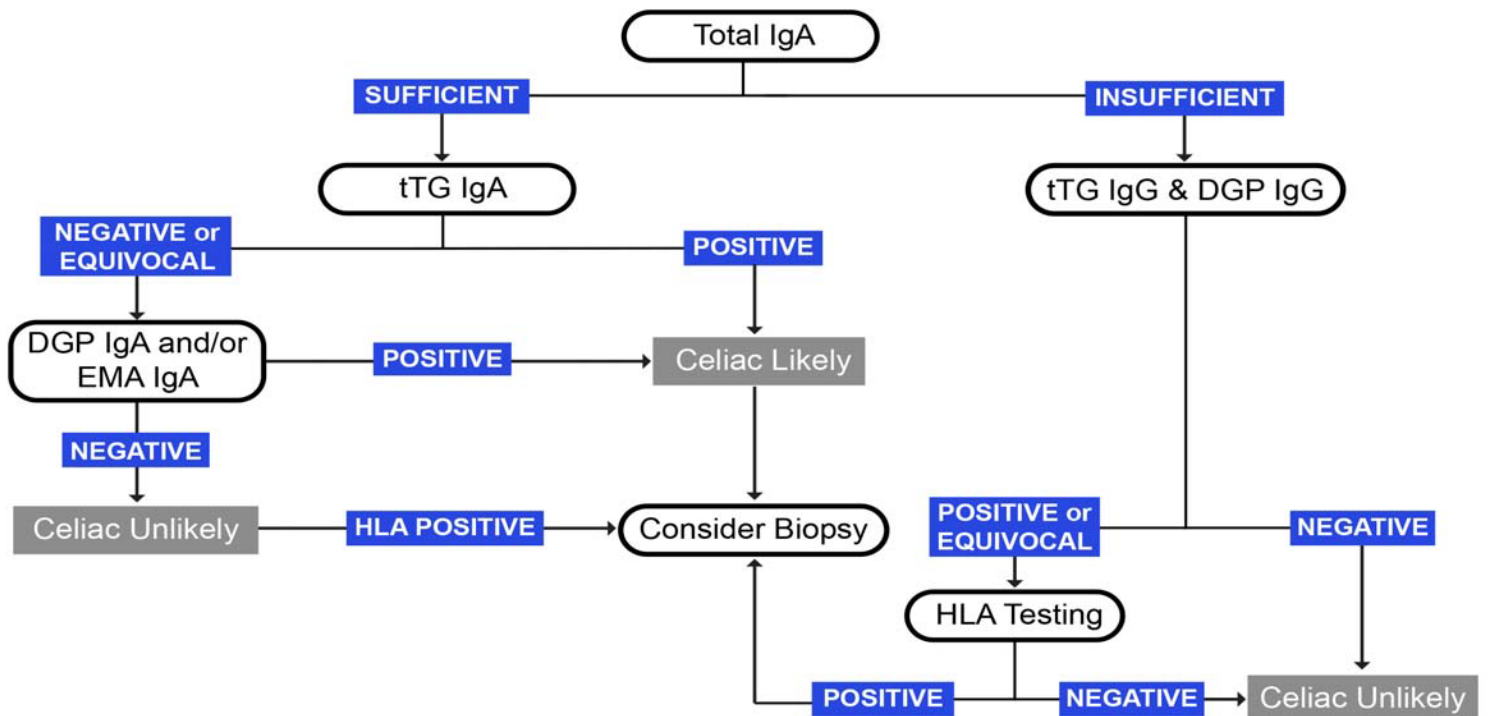 Total IgA
SUFFICIENT
INSUFFICIENT
tTG IgA
tTG IgG & DGP IgG
NEGATIVE or
EQUIVOCAL
POSITIVE
DGP IgA and/or
EMA IgA
POSITIVE
Celiac Likely
NEGATIVE
Celiac Unlikely
HLA POSITIVE
Consider Biopsy
POSITIVE or
EQUIVOCAL
NEGATIVE
HLA Testing
POSITIVE
NEGATIVE
Celiac Unlikely